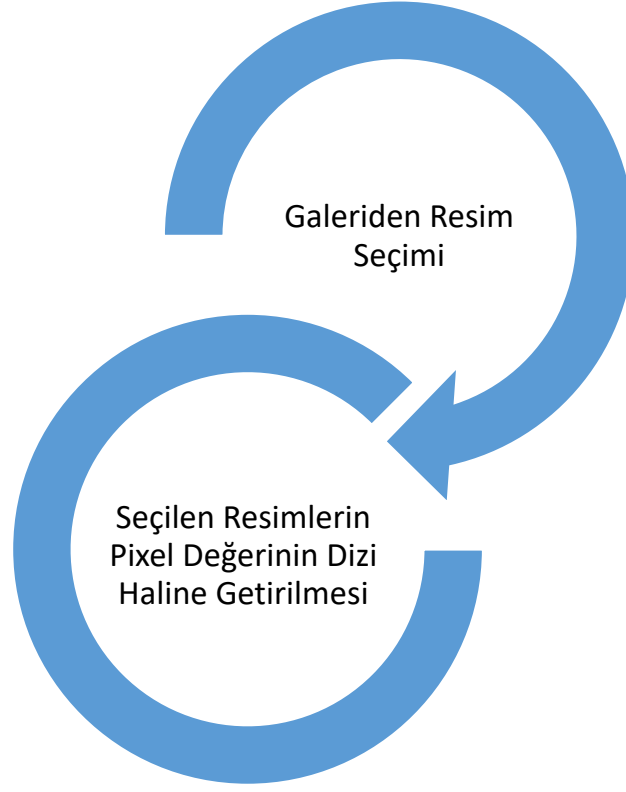 Galeriden Resim
Seçimi
Seçilen Resimlerin
Pixel Değerinin Dizi
Haline Getirilmesi